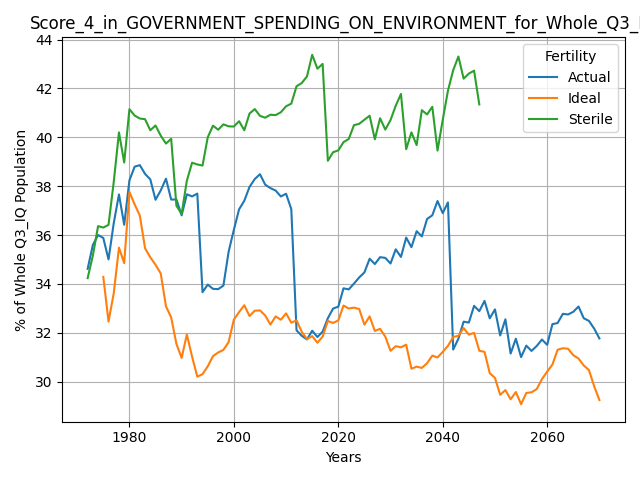 Score_4_in_GOVERNMENT_SPENDING_ON_ENVIRONMENT_for_Whole_Q3_
44
42
40
38
36
34
32
30
% of Whole Q3_IQ Population
Fertility
Actual
Ideal
Sterile
1980
2000
2020
2040
2060
Years